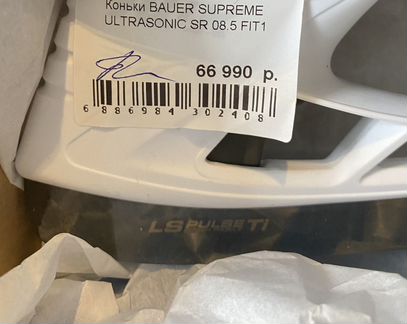 Коньки BAUER SUPREME
ULTRASONIC SR 08.5 FIT1
66 990 р.
6886984302408
LS PULSE TI